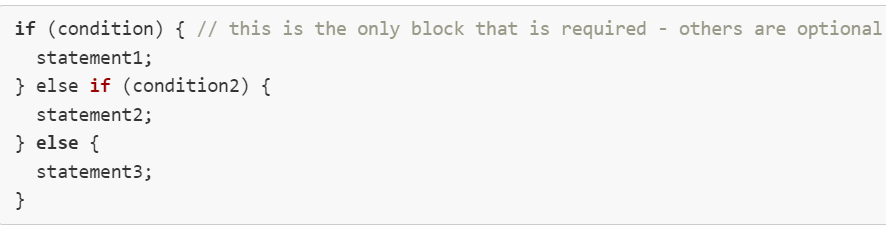 if (condition) { // this is the only block that is required - others are optional
  statement1;
} else if (condition2) {
  statement2;
} else {
  statement3;
}